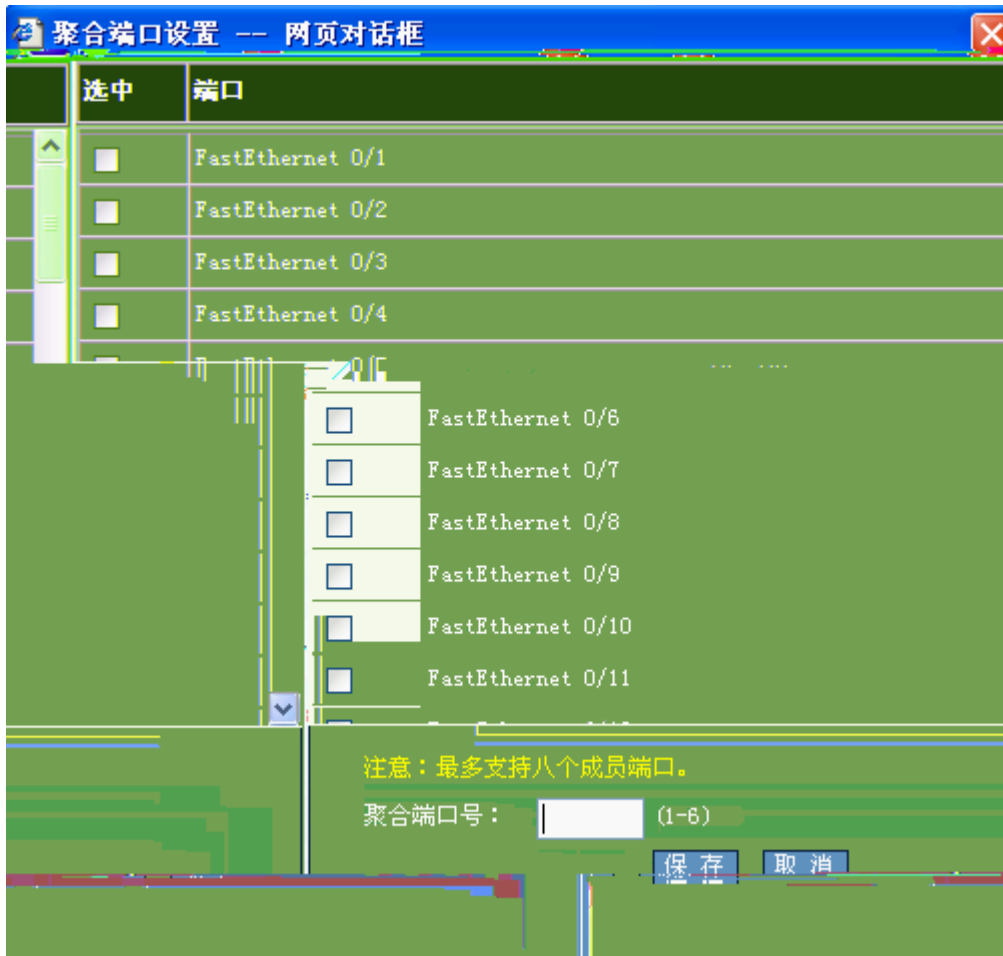 聚合端口设置 -- 网页对话框
选中 端口
FastEthernet 0/1
FastEthernet 0/2
FastEthernet 0/3
FastEthernet 0/4
FastEthernet 0/6
FastEthernet 0/7
FastEthernet 0/8
FastEthernet 0/9
FastEthernet 0/10
FastEthernet 0/11
注意：最多支持八个成员端口。
聚合端口号： (1-6)
保 存 取 消